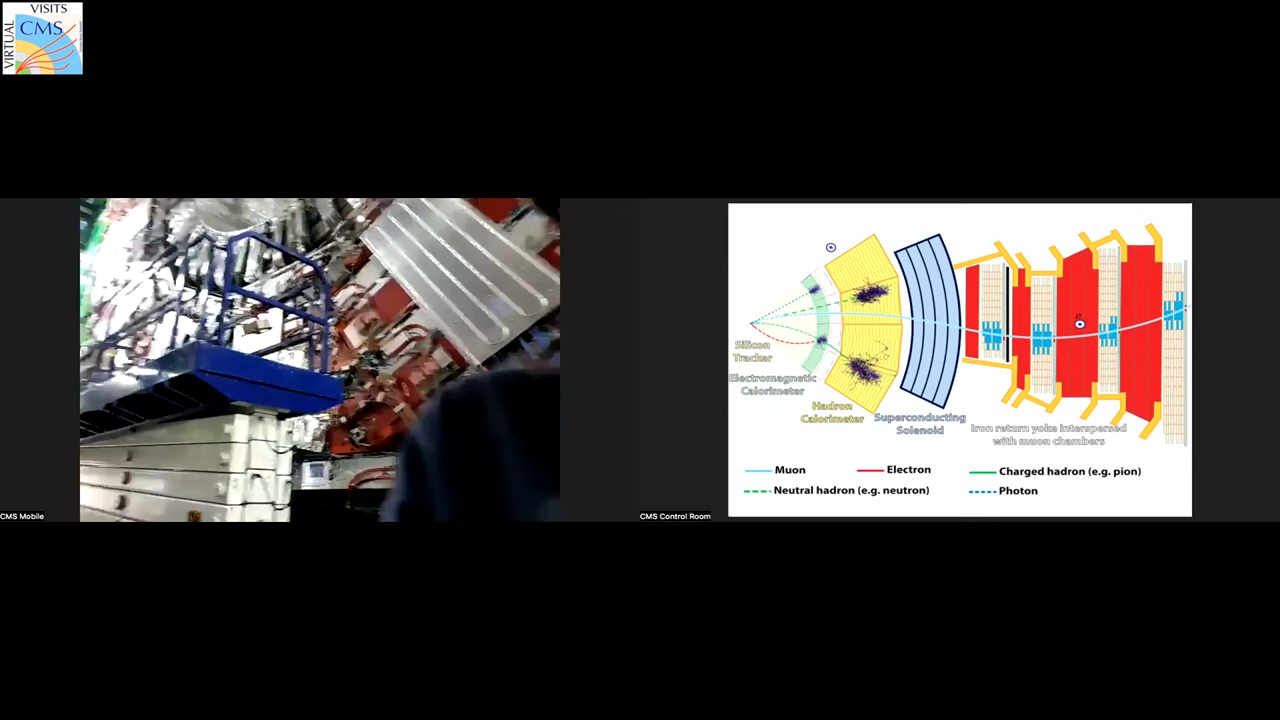 VISITS
CMS
VIRTUAL
Silicon
Tracker
Electromagnetic
Calorimeter
Hadron
Calorimeter
Superconducting
Solenoid
Iron return yoke interspersed
with muon chambers
2T
Muon
Electron
Charged hadron (e.g. pion)
Neutral hadron (e.g. neutron)
Photon
CMS Mobile
CMS Control Room